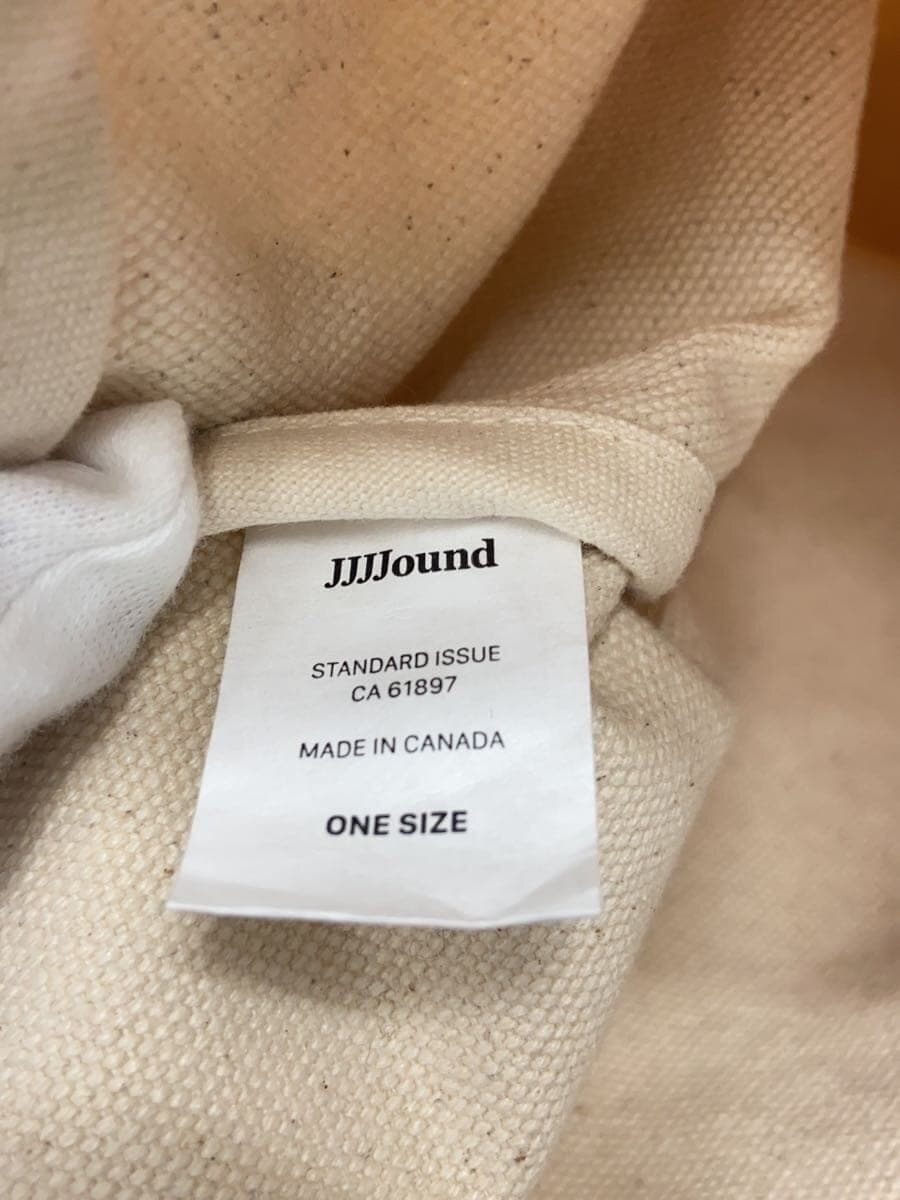 JJJJound
STANDARD ISSUE
CA 61897
MADE IN CANADA
ONE SIZE